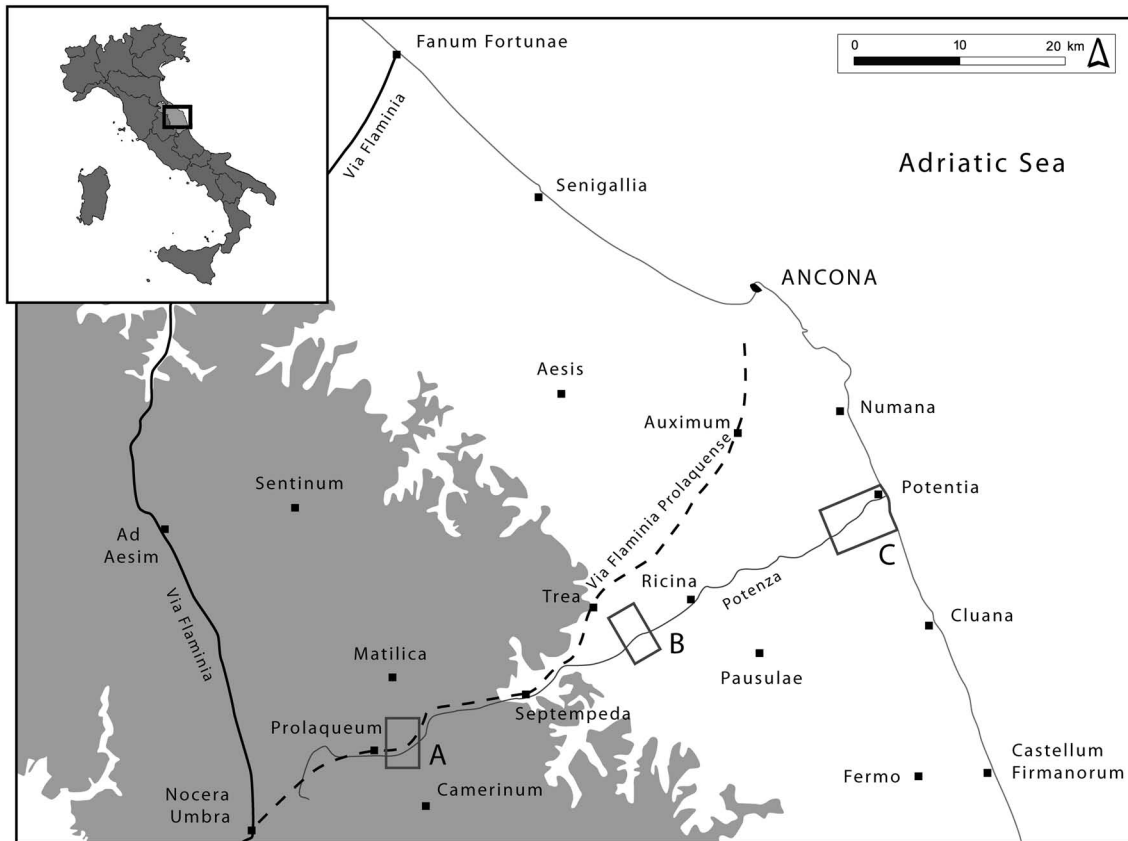 Fanum Fortunae
0 10 20 km
Via Flaminia
Adriatic Sea
Senigallia
ANCONA
Aesis
Numana
Auximum
Sentinum
Potentia
Ad
Aesim
Via Flaminia Prolaquense
C
Trea
Ricina
Potenza
Via Flaminia
Cluana
B
Matilica
Pausulae
Septempeda
Prolaqueum
A
Castellum
Firmanorum
Fermo
Nocera
Umbra
Camerinum